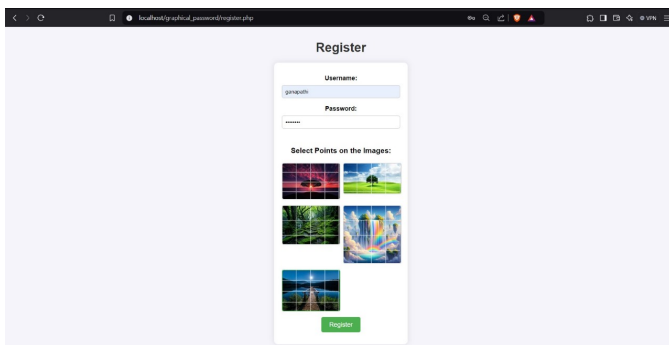 localhost/graphical_password/register.php
VPN
Register
Username:
ganapathi
Password:
Select Points on the Images:
Register